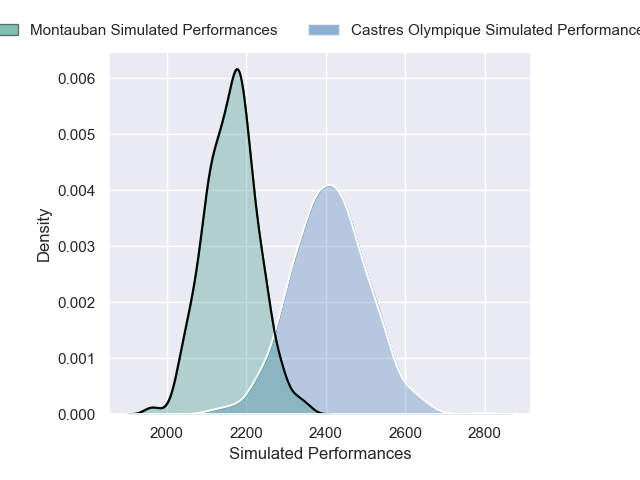 Montauban Simulated Performances Castres Olympique Simulated Performance
0.006
0.005
0.004
0.003
0.002
0.001
0.000
Density
2000 2200 2400 2600 2800
Simulated Performances